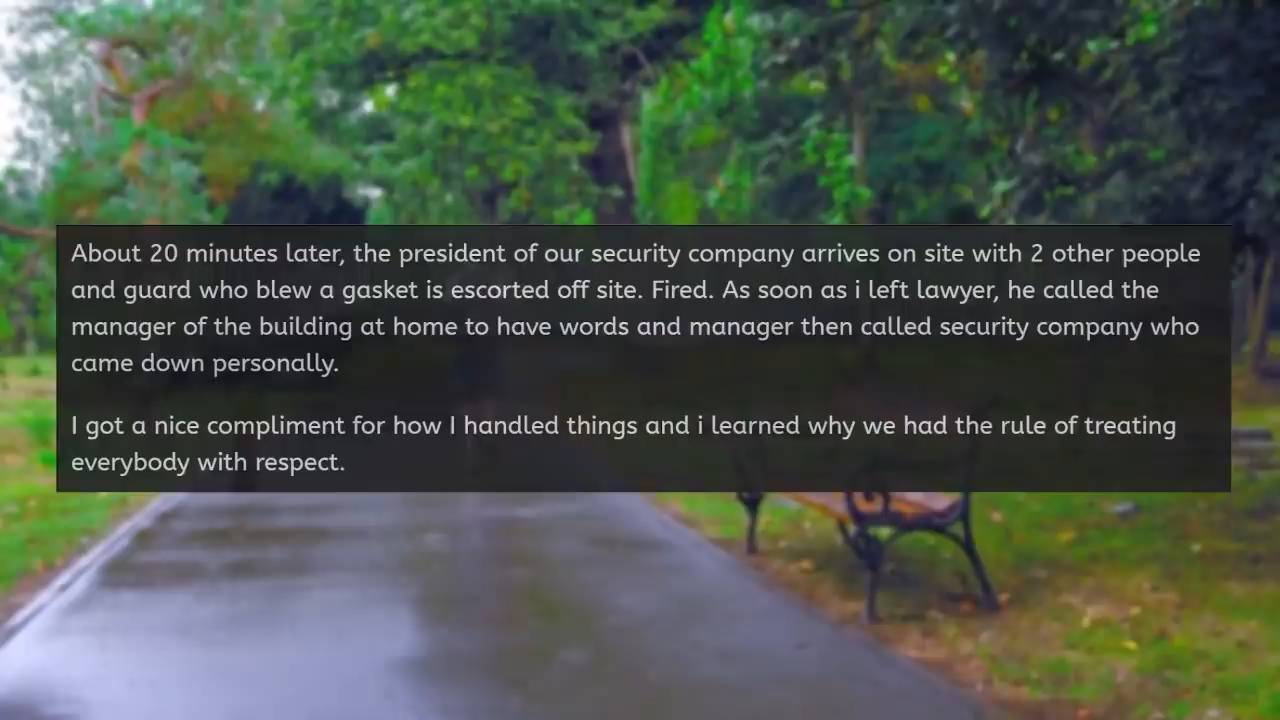 About 20 minutes later, the president of our security company arrives on site with 2 other people
and guard who blew a gasket is escorted off site. Fired. As soon as i left lawyer, he called the
manager of the building at home to have words and manager then called security company who
came down personally.
I got a nice compliment for how I handled things and i learned why we had the rule of treating
everybody with respect.